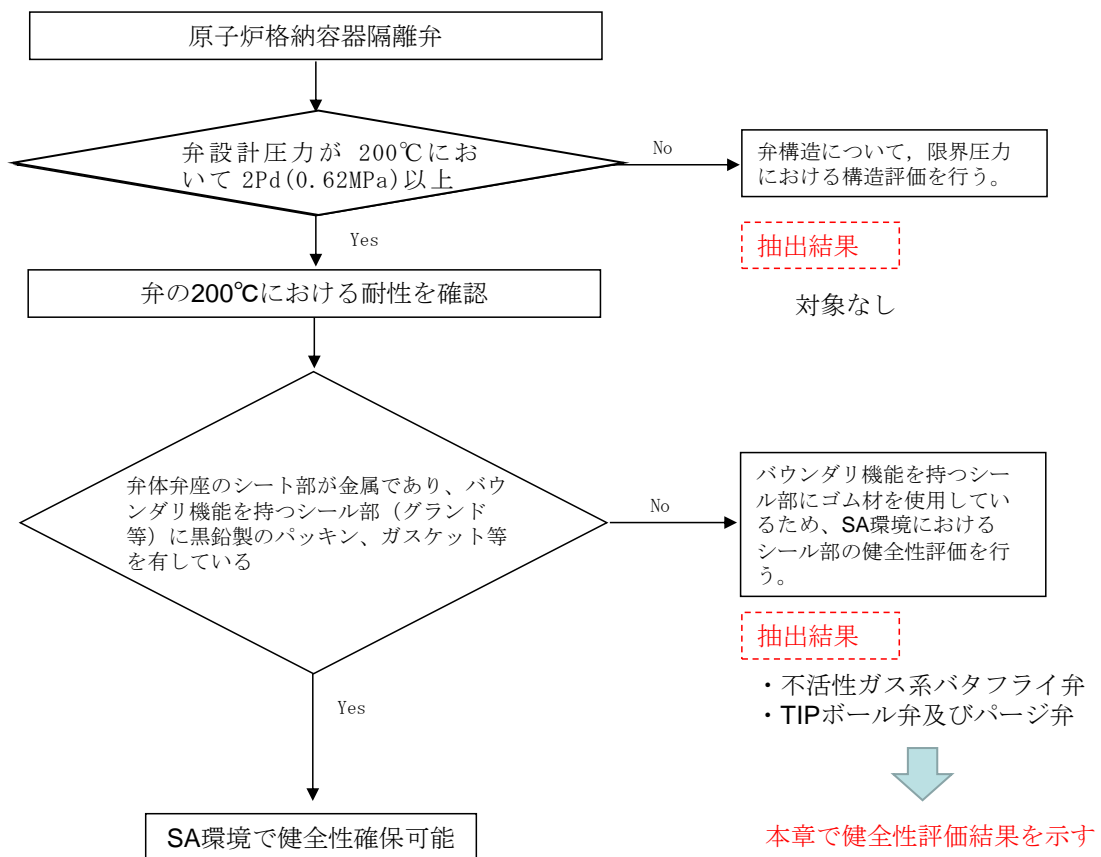 原子炉格納容器隔離弁
弁設計圧力が 200℃にお
いて 2Pd(0.62MPa)以上
No
弁構造について，限界圧力
における構造評価を行う。
抽出結果
対象なし
Yes
弁の200℃における耐性を確認
弁体弁座のシート部が金属であり、バウ
ンダリ機能を持つシール部（グランド
等）に黒鉛製のパッキン、ガスケット等
を有している
No
バウンダリ機能を持つシー
ル部にゴム材を使用してい
るため、SA環境における
シール部の健全性評価を行
う。
抽出結果
・不活性ガス系バタフライ弁
・TIPボール弁及びパージ弁
Yes
SA環境で健全性確保可能
本章で健全性評価結果を示す